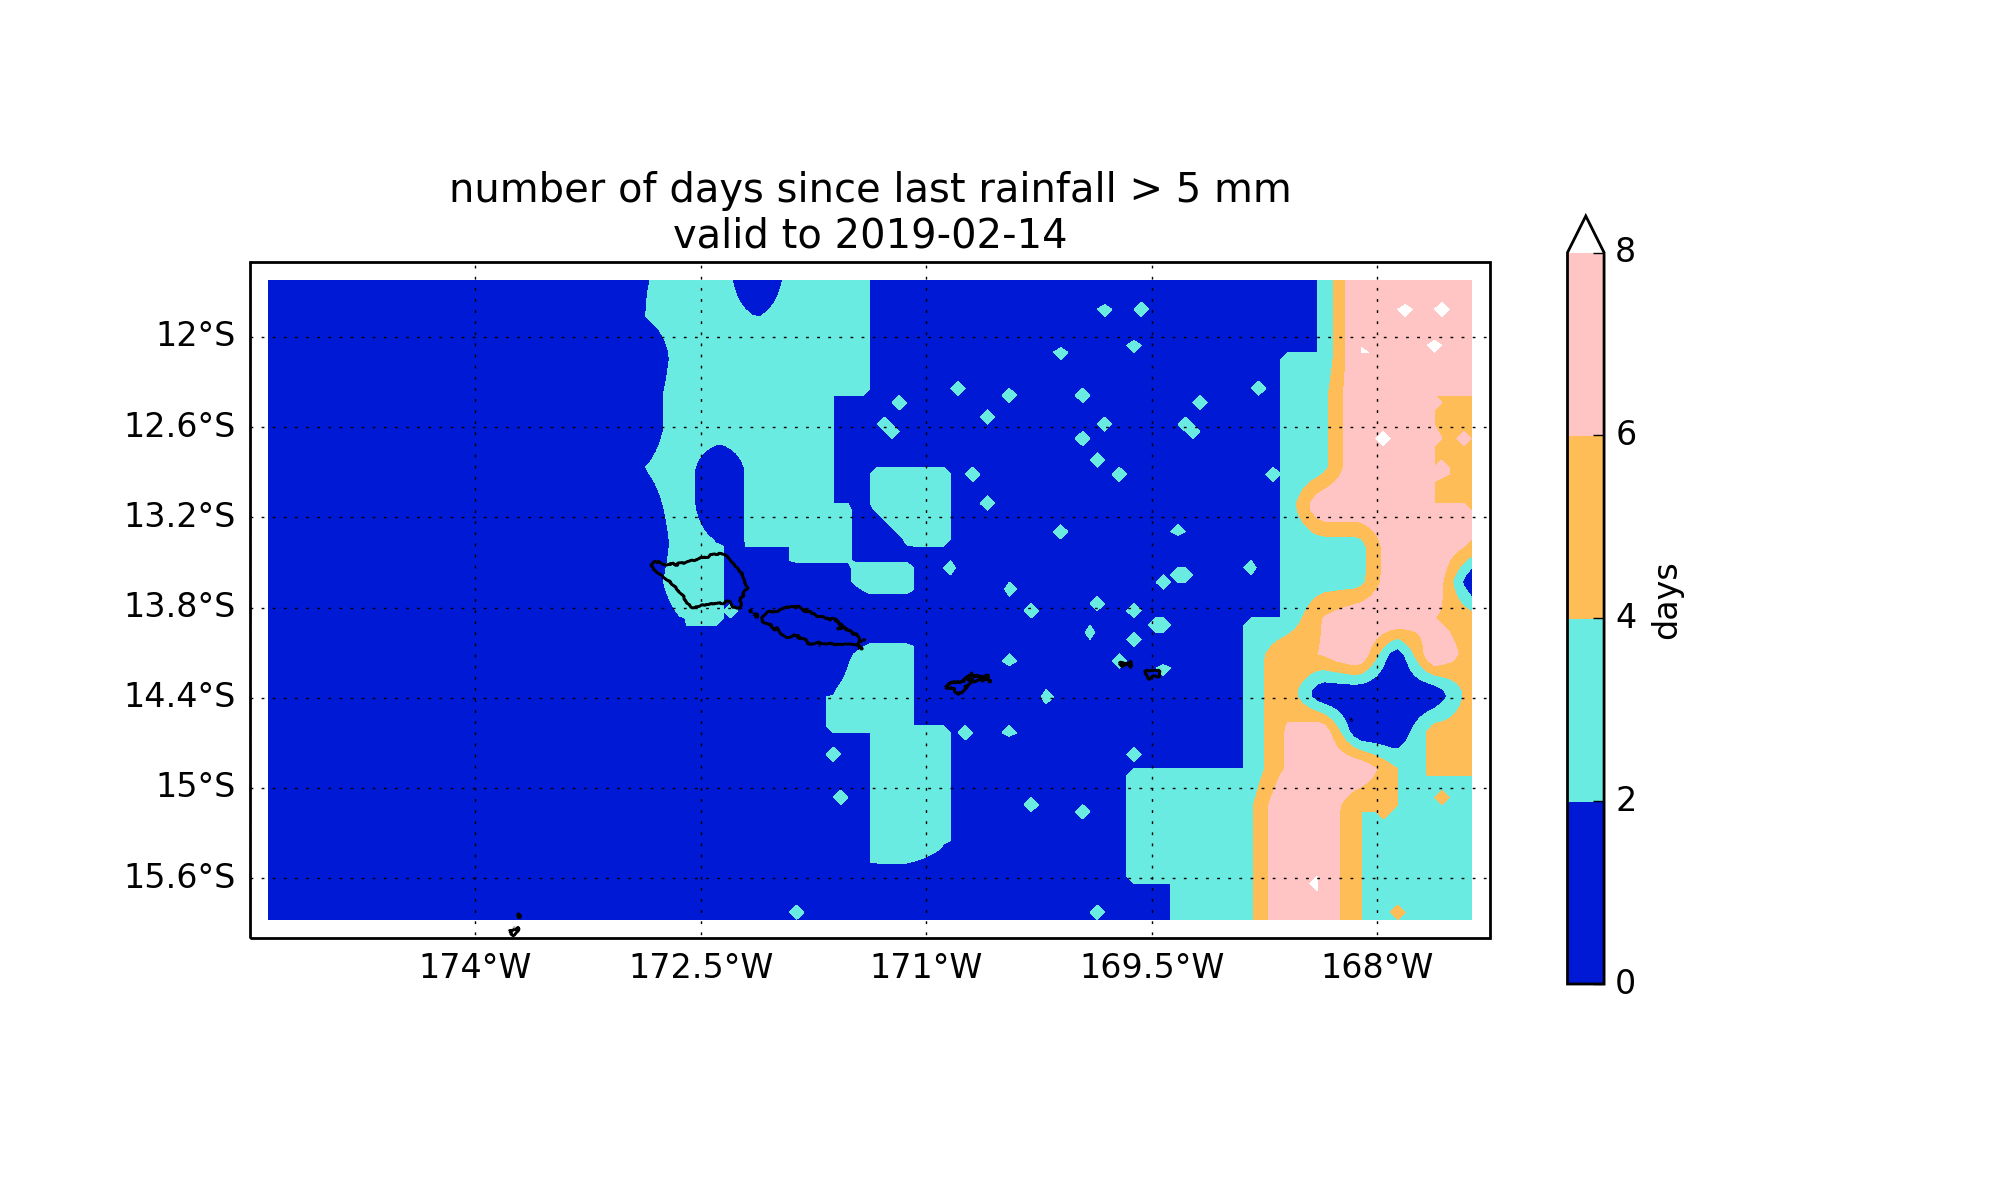 number of days since last rainfall > 5 mm
valid to 2019-02-14
12°S
12.6°S
13.2°S
13.8°S
14.4°S
15°S
15.6°S
174°W
172.5°W
171°W
169.5°W
168°W
8
6
4
2
0
days